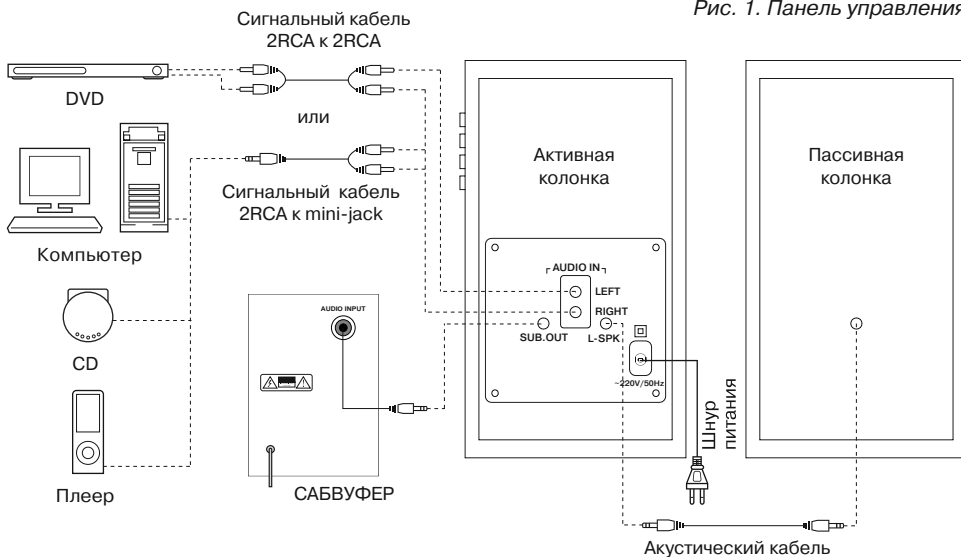 Рис. 1. Панель управления
Сигнальный кабель
2RCA к 2RCA
DVD
или
Сигнальный кабель
2RCA к mini-jack
Компьютер
CD
Плеер
AUDIO INPUT
САБВУФЕР
Активная
колонка
AUDIO IN
LEFT
RIGHT
SUB.OUT
L-SPK
~220V/50Hz
Шнур
питания
Пассивная
колонка
Акустический кабель